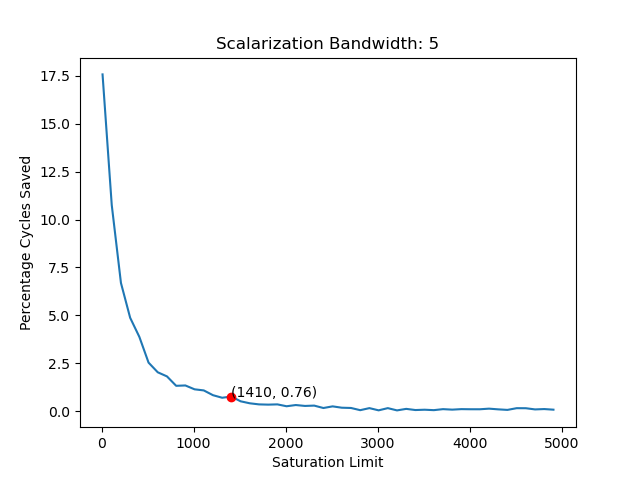 Scalarization Bandwidth: 5
17.5
15.0
12.5
10.0
7.5
5.0
2.5
0.0
Percentage Cycles Saved
(1410, 0.76)
0 1000 2000 3000 4000 5000
Saturation Limit